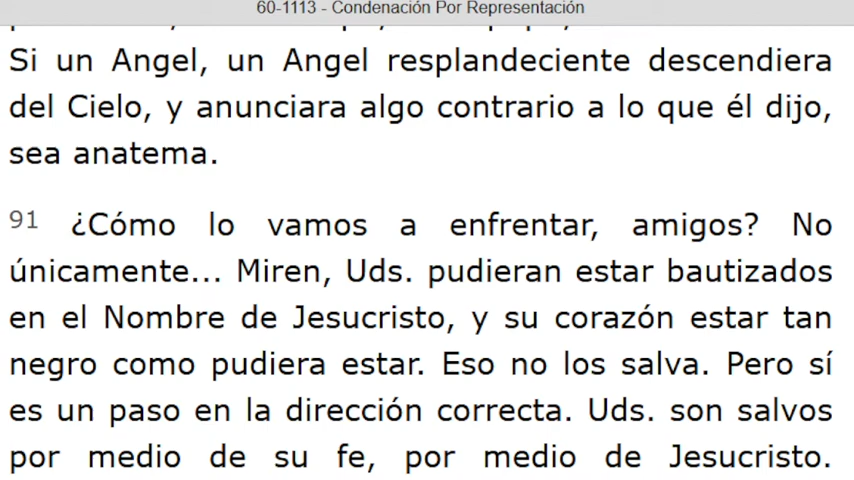 60-1113 - Condenación Por Representación
Si un Angel, un Angel resplandeciente descendiera
del Cielo, y anunciara algo contrario a lo que él dijo,
sea anatema.
91 ¿Cómo lo vamos a enfrentar, amigos? No
únicamente... Miren, Uds. pudieran estar bautizados
en el Nombre de Jesucristo, y su corazón estar tan
negro como pudiera estar. Eso no los salva. Pero sí
es un paso en la dirección correcta. Uds. son salvos
por medio de su fe, por medio de Jesucristo.